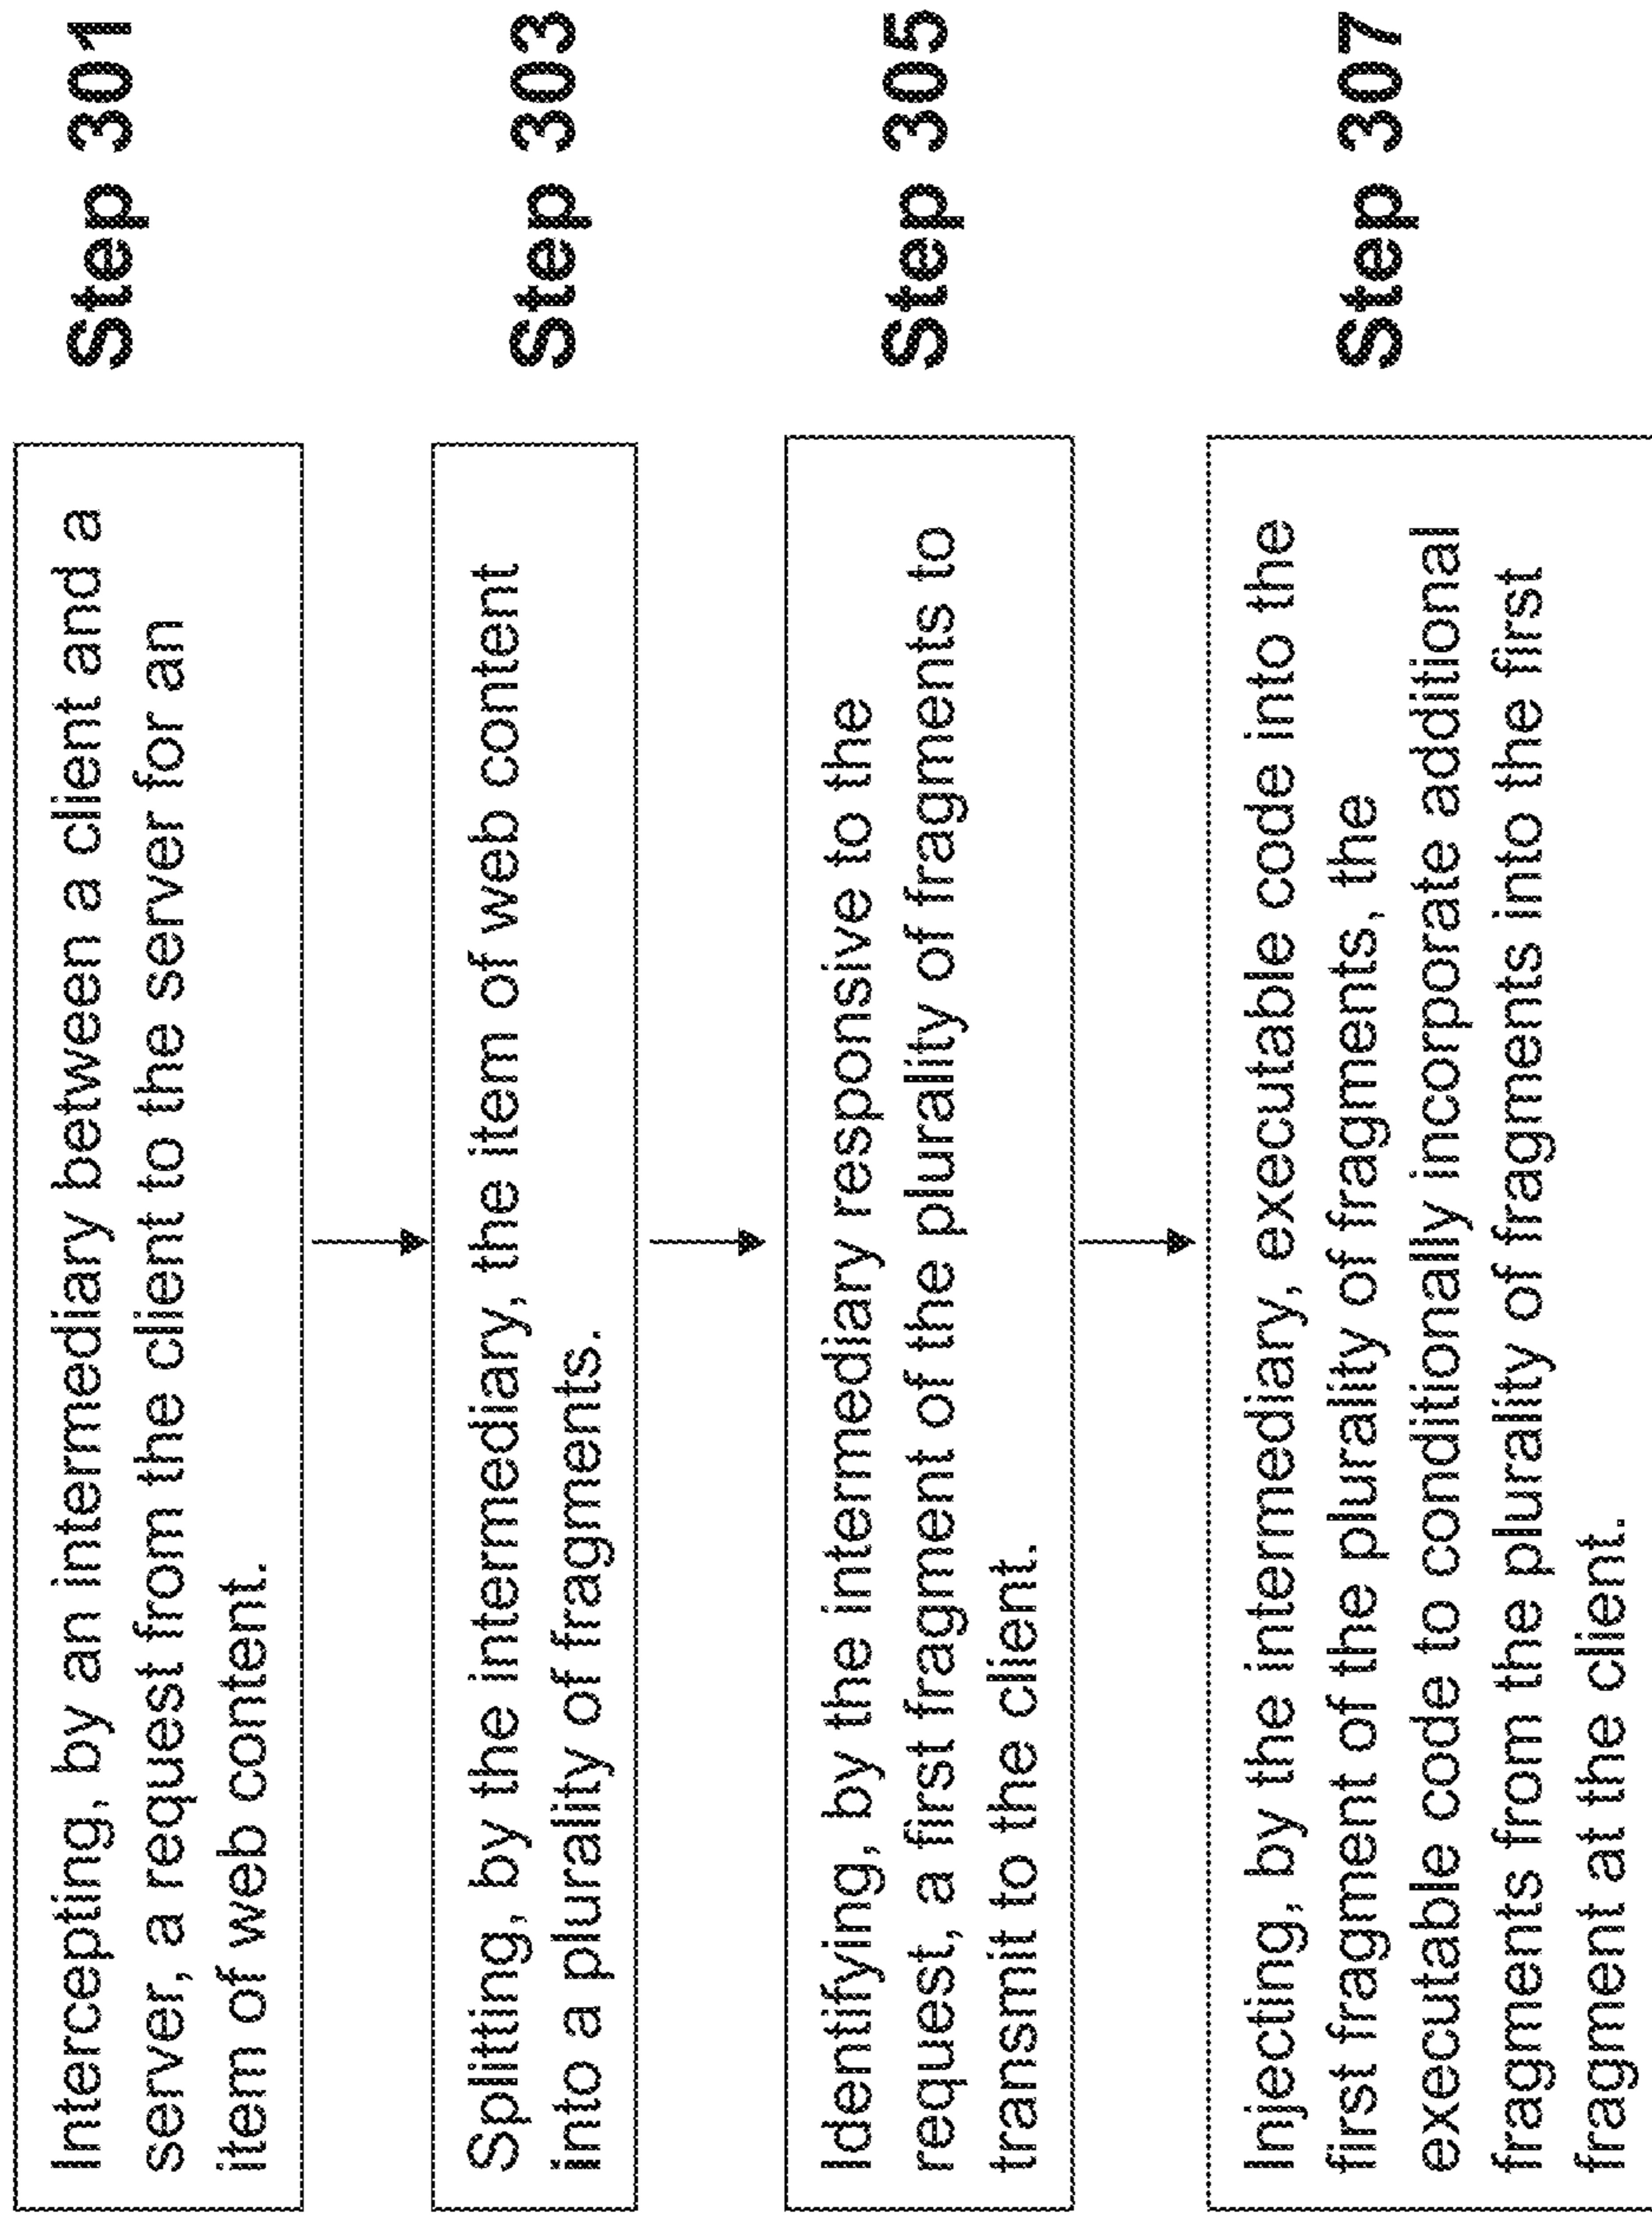 Intercepting, by an intermediary between a client and a
server, a request from the client to the server for an
item of web content.
Step 301
Splitting, by the intermediary, the item of web content
into a plurality of fragments.
Step 303
Identifying, by the intermediary responsive to the
request, a first fragment of the plurality of fragments to
transmit to the client.
Step 305
Injecting, by the intermediary, executable code into the
first fragment of the plurality of fragments, the
executable code to conditionally incorporate additional
fragments from the plurality of fragments into the first
fragment at the client.
Step 307